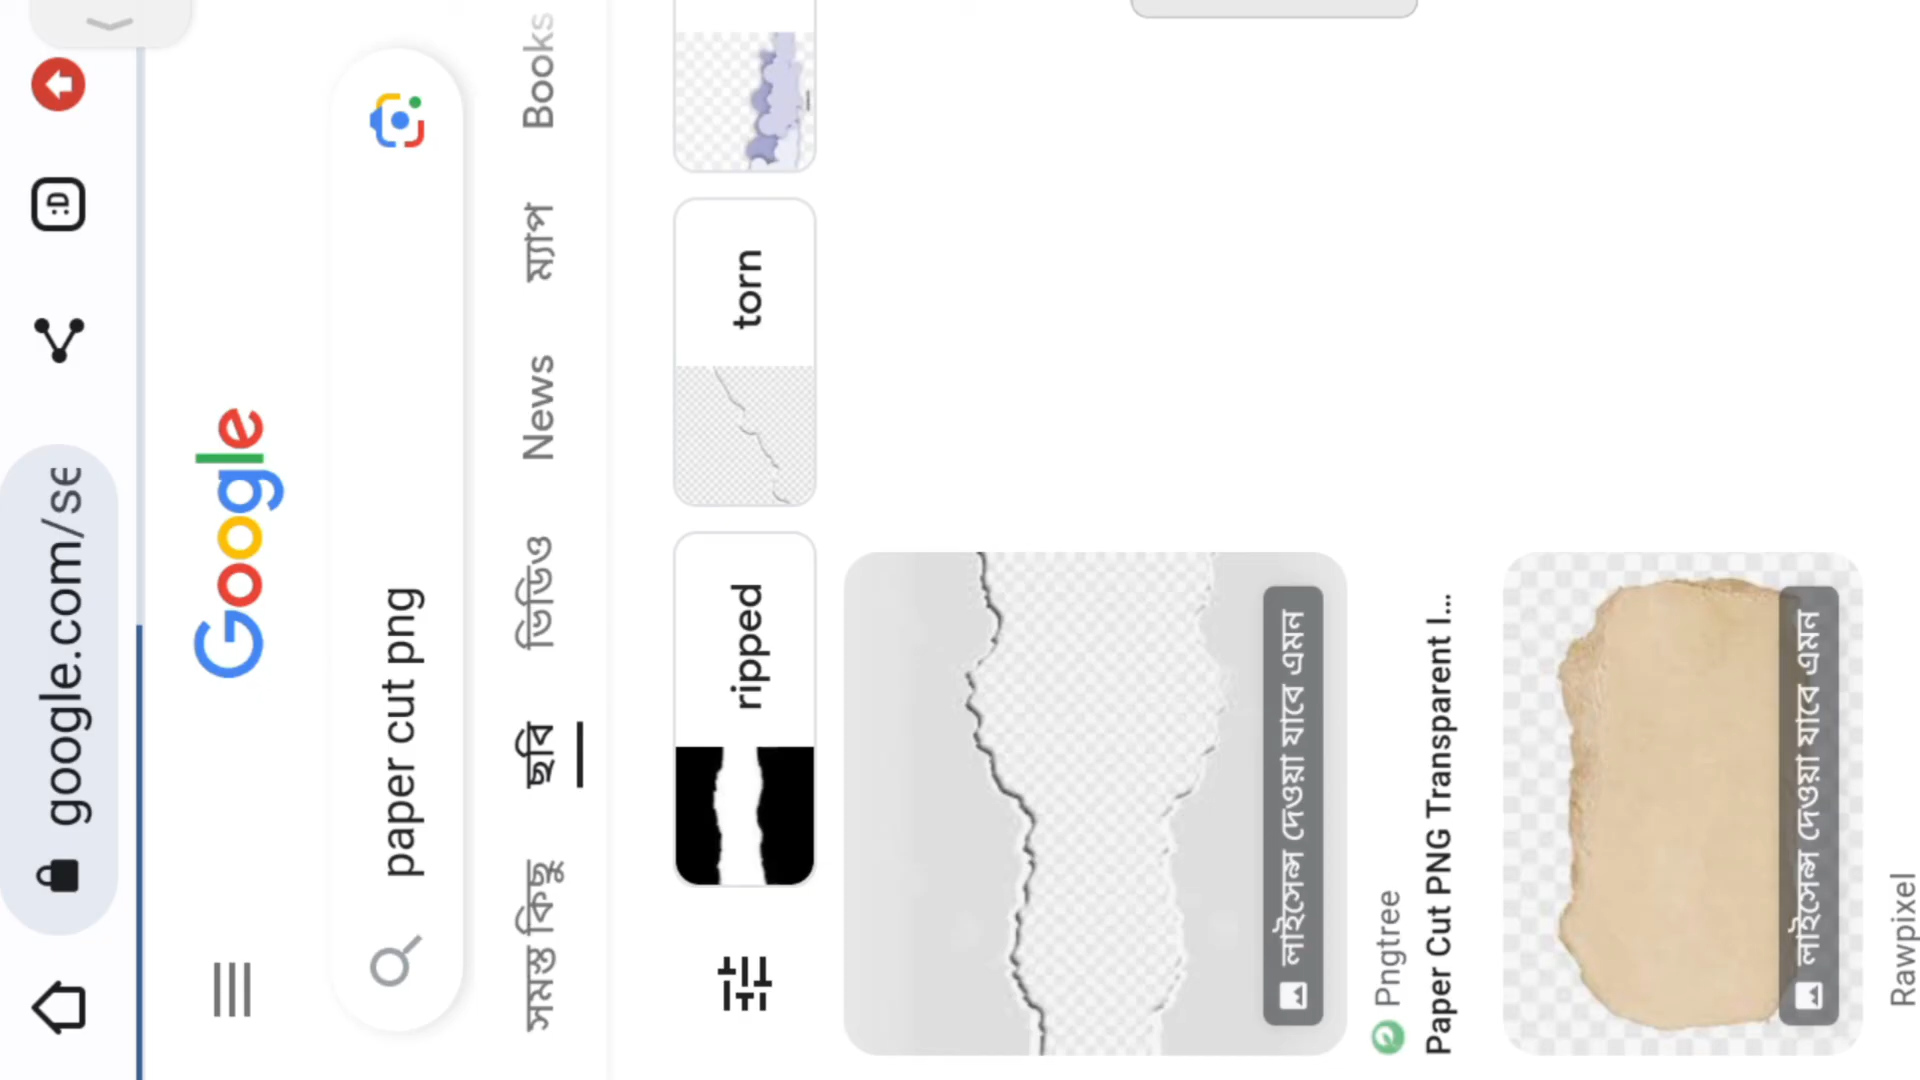 google.com/se
:D
Google
paper cut png
সমস্ত কিছু ছবি ভিডিও News ম্যাপ Books
ripped torn
লাইসেন্স দেওয়া যাবে এমন
Pngtree
Paper Cut PNG Transparent I...
লাইসেন্স দেওয়া যাবে এমন
Rawpixel